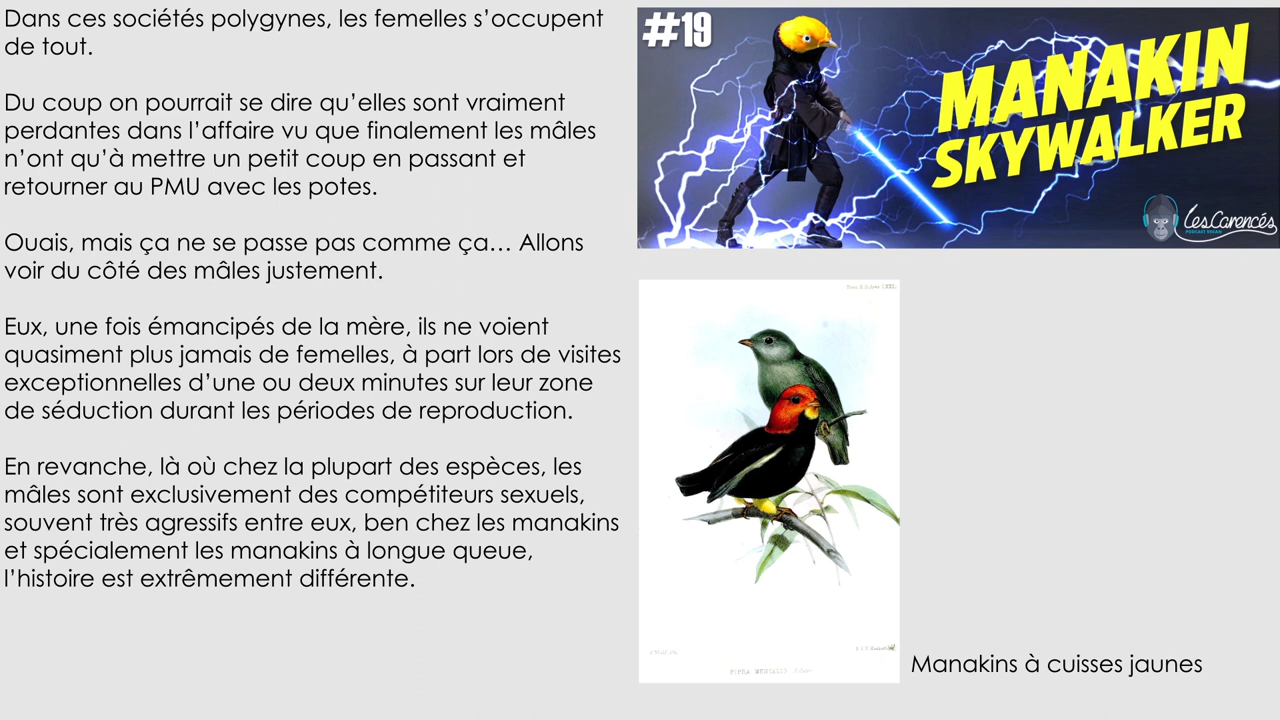 Dans ces sociétés polygynes, les femelles s’occupent
de tout.
Du coup on pourrait se dire qu’elles sont vraiment
perdantes dans l’affaire vu que finalement les mâles
n’ont qu’à mettre un petit coup en passant et
retourner au PMU avec les potes.
Ouais, mais ça ne se passe pas comme ça… Allons
voir du côté des mâles justement.
Eux, une fois émancipés de la mère, ils ne voient
quasiment plus jamais de femelles, à part lors de visites
exceptionnelles d’une ou deux minutes sur leur zone
de séduction durant les périodes de reproduction.
En revanche, là où chez la plupart des espèces, les
mâles sont exclusivement des compétiteurs sexuels,
souvent très agressifs entre eux, ben chez les manakins
et spécialement les manakins à longue queue,
l’histoire est extrêmement différente.
#19
MANAKIN
SKYWALKER
Les Carencés
PODCAST VEGAN
PIPRA MENTALIS
Manakins à cuisses jaunes